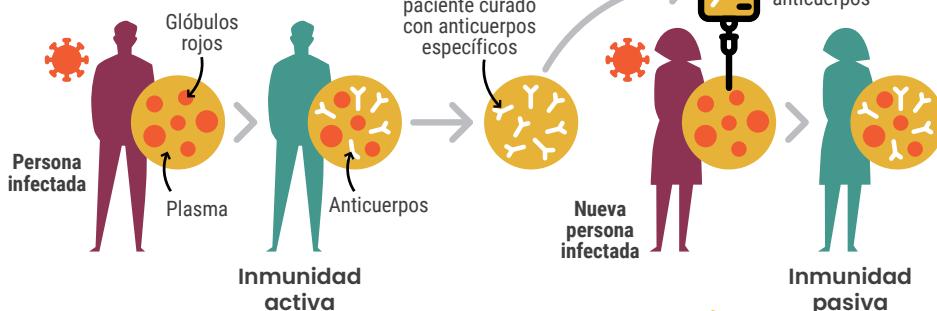 Glóbulos
rojos
paciente curado
con anticuerpos
específicos
anticuerpos
Persona
infectada
Plasma
Anticuerpos
Nueva
persona
infectada
Inmunidad
activa
Inmunidad
pasiva